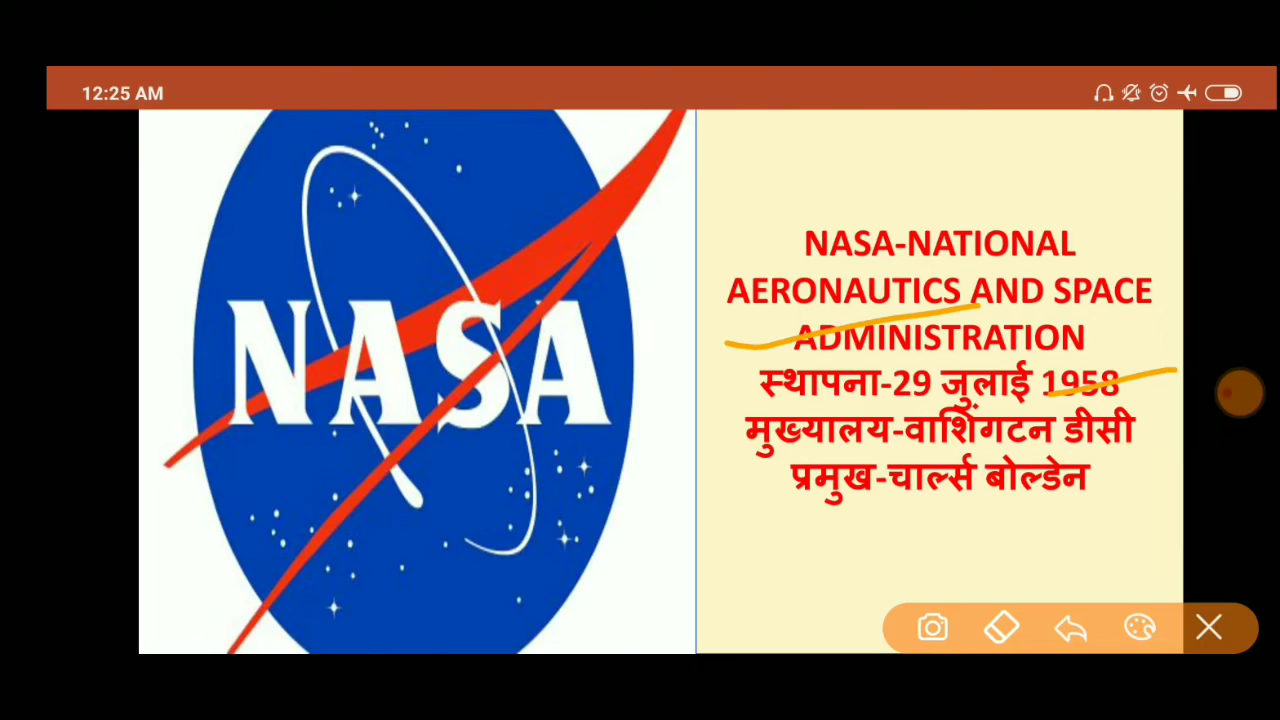 12:25 AM
NASA
NASA-NATIONAL
AERONAUTICS AND SPACE
ADMINISTRATION
स्थापना-29 जुलाई 1958
मुख्यालय-वाशिंगटन डीसी
प्रमुख-चार्ल्स बोल्डेन